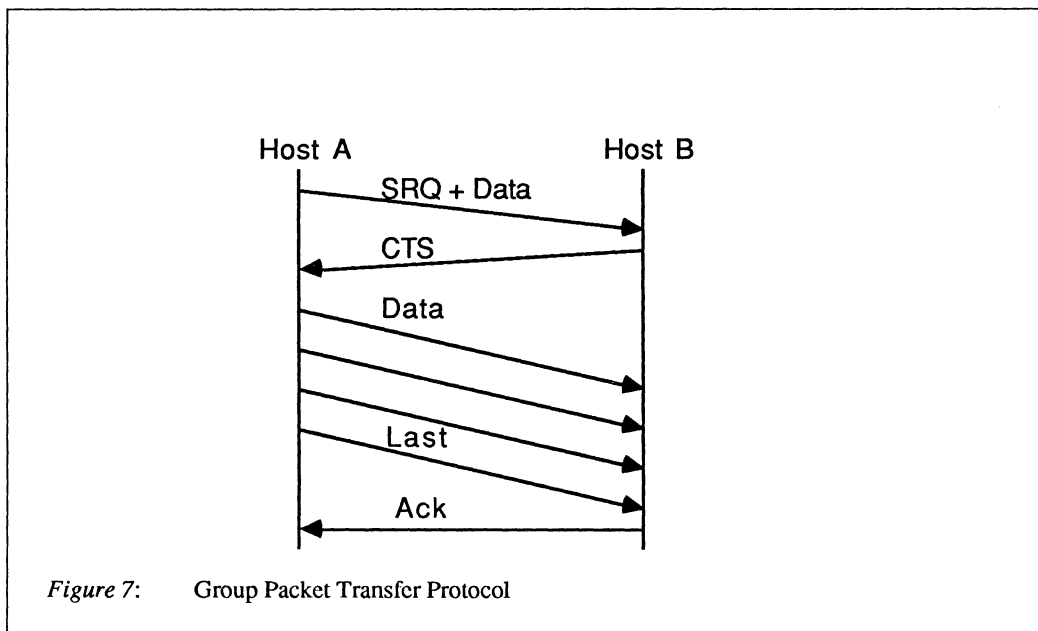 Host A Host B
SRQ + Data
CTS
Data
Last
Ack
Figure 7: Group Packet Transfer Protocol